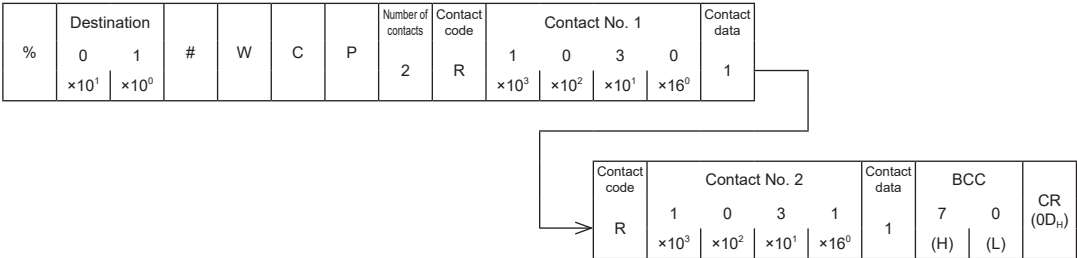 Destination Number of contacts Contact code Contact No. 1 Contact data
% 0 1 # W C P 2 R 1 0 3 0 1
×10¹ ×10⁰ ×10³ ×10² ×10¹ ×16⁰
Contact code Contact No. 2 Contact data BCC CR (0DH)
R 1 0 3 1 1 7 0
×10³ ×10² ×10¹ ×16⁰ (H) (L)